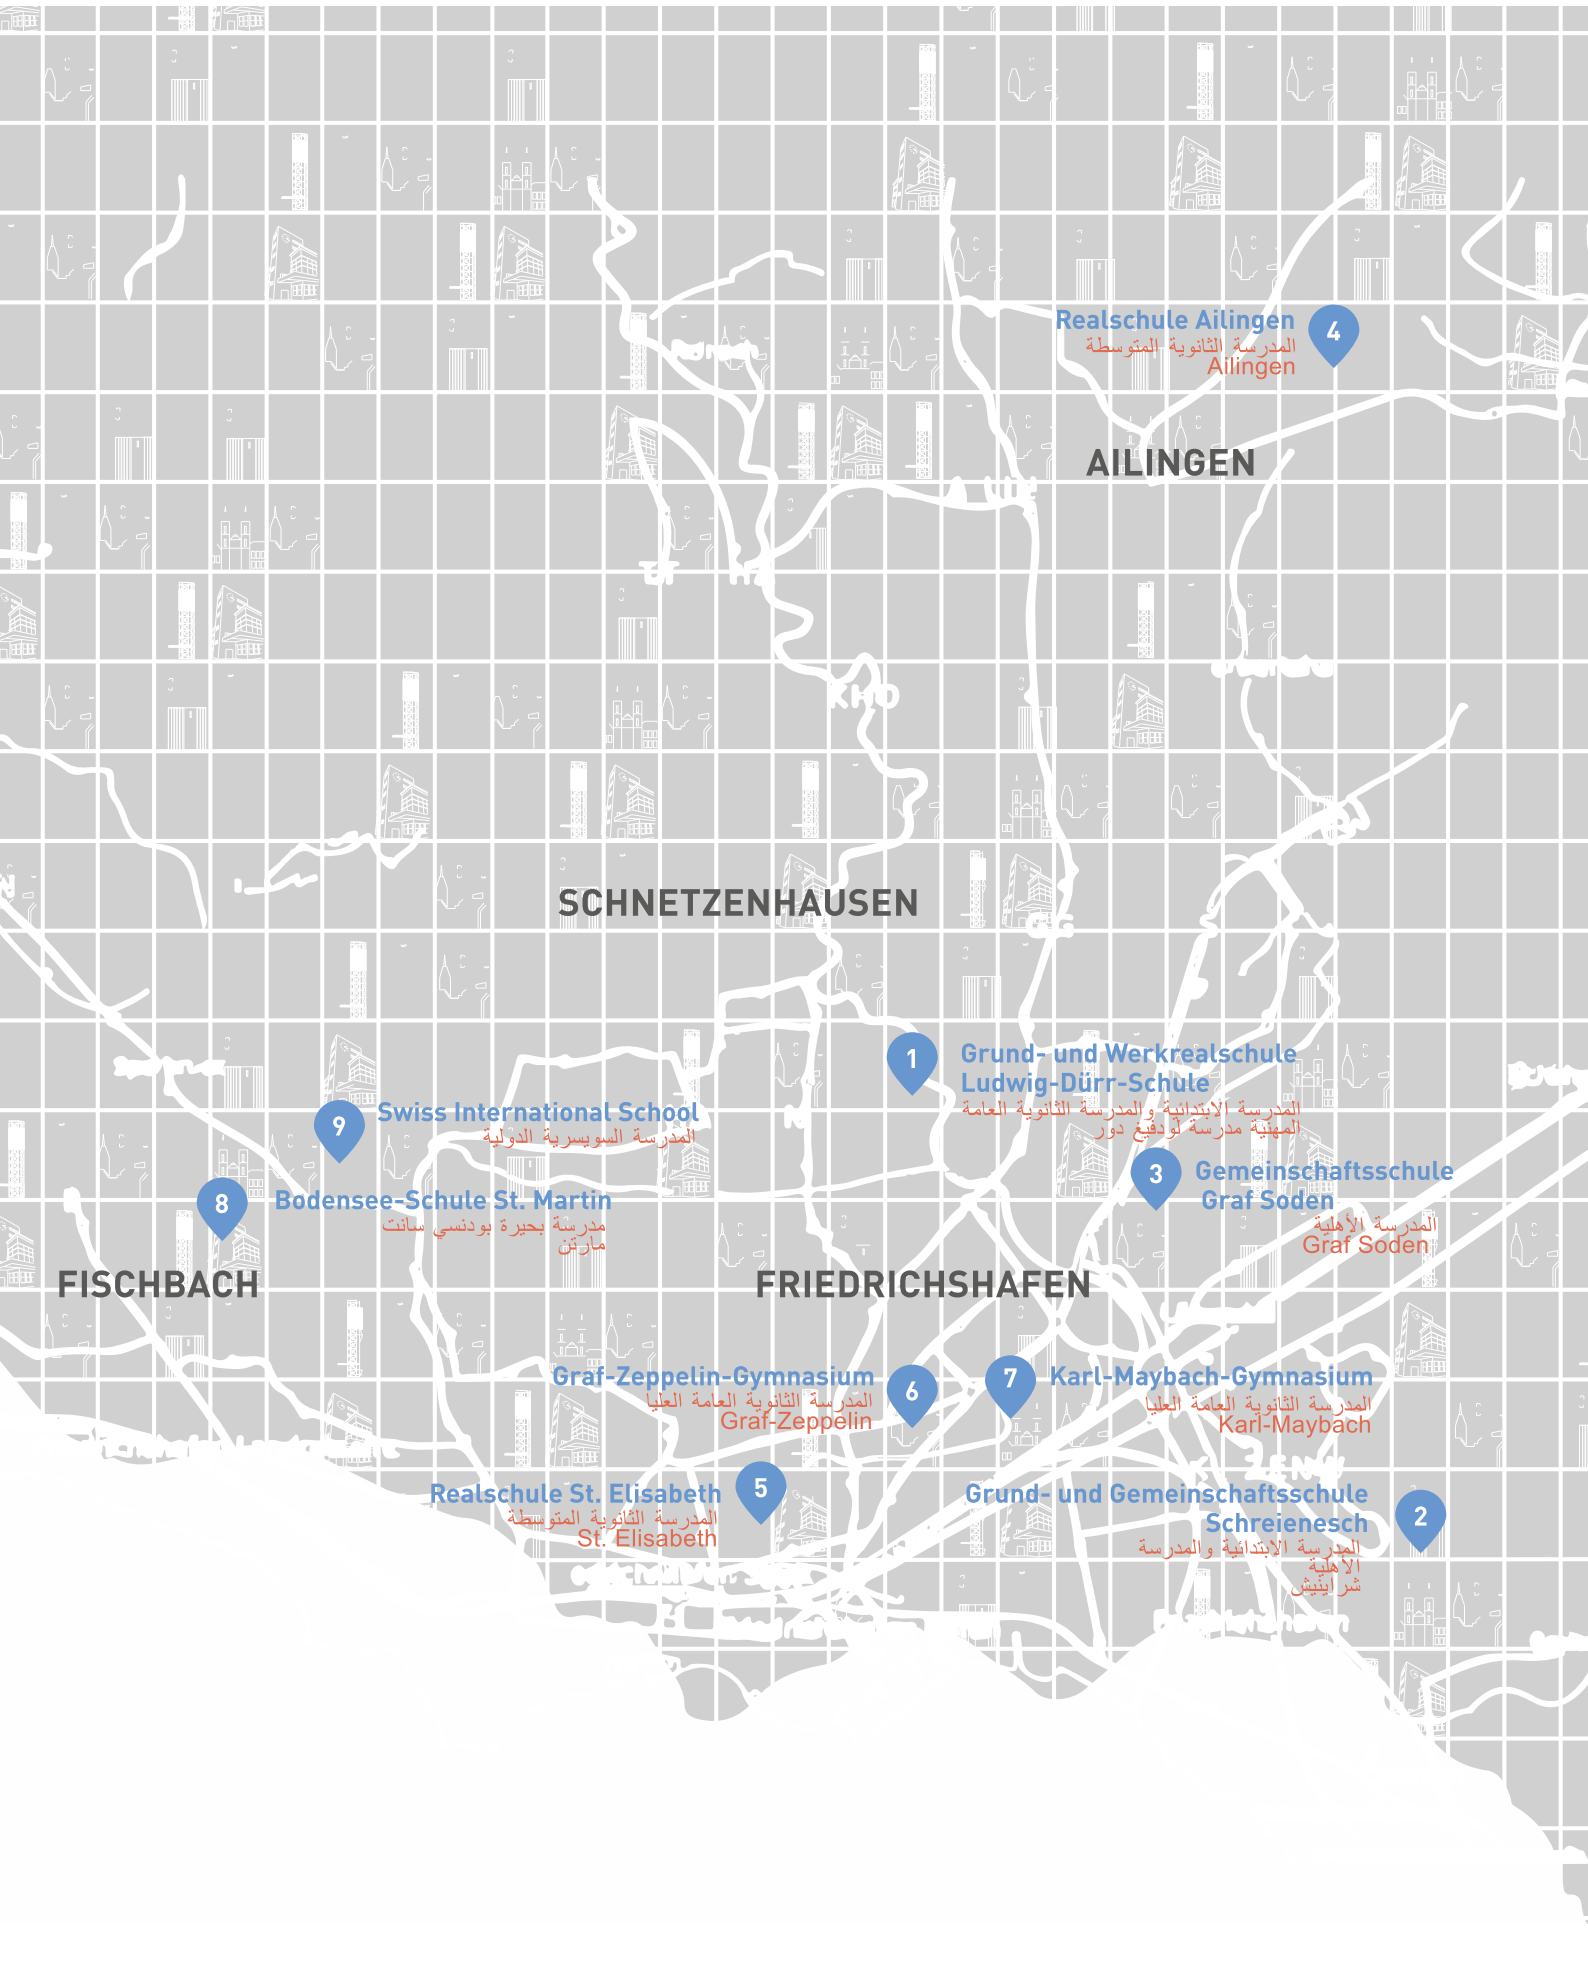 4
Realschule Ailingen
المدرسة الثانوية المتوسطة
Ailingen
AILINGEN
SCHNETZENHAUSEN
1
Grund- und Werkrealschule
Ludwig-Dürr-Schule
المدرسة الابتدائية والمدرسة الثانوية العامة
المهنية مدرسة لودفيغ دور
9
Swiss International School
المدرسة السويسرية الدولية
3
Gemeinschaftsschule
Graf Soden
المدرسة الأهلية
Graf Soden
8
Bodensee-Schule St. Martin
مدرسة بحيرة بودنسي سانت
مارتن
FISCHBACH
FRIEDRICHSHAFEN
Graf-Zeppelin-Gymnasium
المدرسة الثانوية العامة العليا
Graf-Zeppelin
6
7
Karl-Maybach-Gymnasium
المدرسة الثانوية العامة العليا
Karl-Maybach
Realschule St. Elisabeth
المدرسة الثانوية المتوسطة
St. Elisabeth
5
Grund- und Gemeinschaftsschule
Schreienesch
المدرسة الابتدائية والمدرسة
الأهلية
شراينيش
2